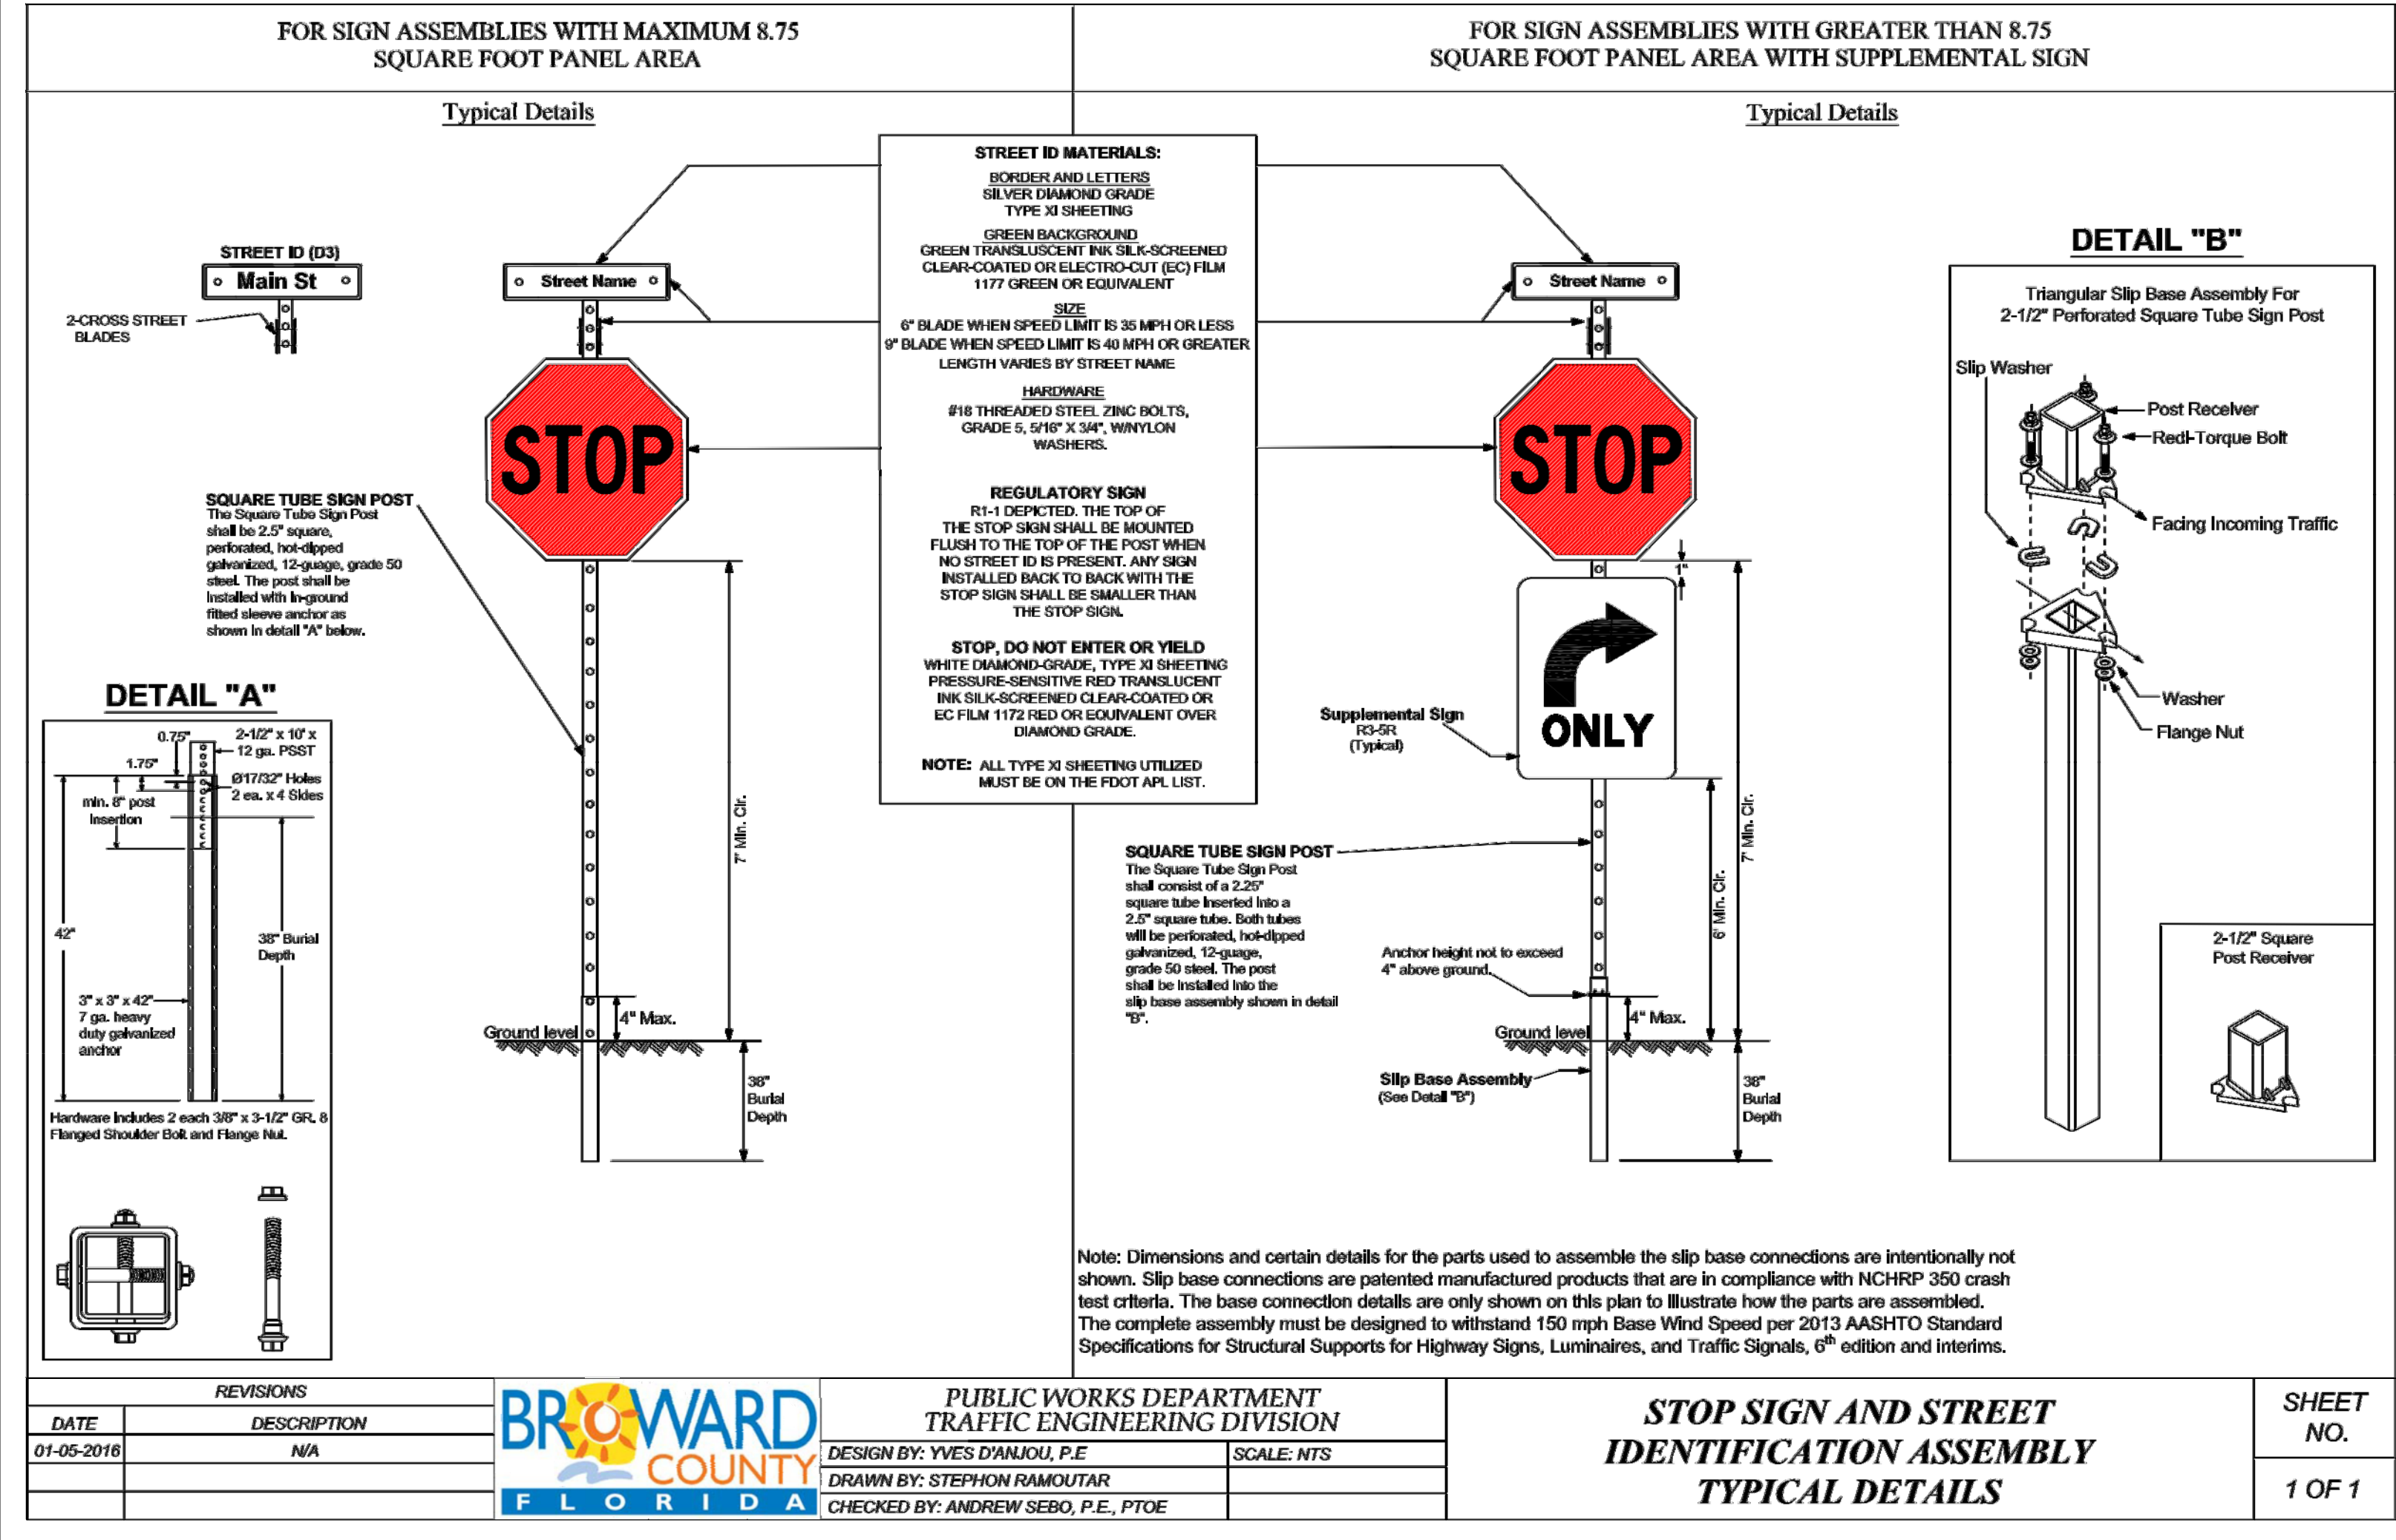 FOR SIGN ASSEMBLIES WITH MAXIMUM 8.75
SQUARE FOOT PANEL AREA
Typical Details
FOR SIGN ASSEMBLIES WITH GREATER THAN 8.75
SQUARE FOOT PANEL AREA WITH SUPPLEMENTAL SIGN
Typical Details
STREET ID MATERIALS:
BORDER AND LETTERS
SILVER DIAMOND GRADE
TYPE XI SHEETING
GREEN BACKGROUND
GREEN TRANSLUSCENT INK SILK-SCREENED
CLEAR-COATED OR ELECTRO-CUT (EC) FILM
1177 GREEN OR EQUIVALENT
SIZE
6" BLADE WHEN SPEED LIMIT IS 35 MPH OR LESS
9" BLADE WHEN SPEED LIMIT IS 40 MPH OR GREATER
LENGTH VARIES BY STREET NAME
HARDWARE
#18 THREADED STEEL ZINC BOLTS,
GRADE 5, 5/16" X 3/4", W/NYLON
WASHERS.
REGULATORY SIGN
R1-1 DEPICTED. THE TOP OF
THE STOP SIGN SHALL BE MOUNTED
FLUSH TO THE TOP OF THE POST WHEN
NO STREET ID IS PRESENT. ANY SIGN
INSTALLED BACK TO BACK WITH THE
STOP SIGN SHALL BE SMALLER THAN
THE STOP SIGN.
STOP, DO NOT ENTER OR YIELD
WHITE DIAMOND-GRADE, TYPE XI SHEETING
PRESSURE-SENSITIVE RED TRANSLUCENT
INK SILK-SCREENED CLEAR-COATED OR
EC FILM 1172 RED OR EQUIVALENT OVER
DIAMOND GRADE.
NOTE: ALL TYPE XI SHEETING UTILIZED
MUST BE ON THE FDOT APL LIST.
STREET ID (D3)
Main St
2-CROSS STREET
BLADES
Street Name
STOP
SQUARE TUBE SIGN POST
The Square Tube Sign Post
shall be 2.5" square,
perforated, hot-dipped
galvanized, 12-guage, grade 50
steel. The post shall be
Installed with In-ground
fitted sleeve anchor as
shown In detail "A" below.
7' Min. Clr.
4" Max.
Ground level
38"
Burial
Depth
DETAIL "A"
0.75"
2-1/2" x 10' x
12 ga. PSST
1.75"
Ø17/32" Holes
2 ea. x 4 Sides
min. 8" post
Insertion
42"
38" Burial
Depth
3" x 3" x 42"
7 ga. heavy
duty galvanized
anchor
Hardware Includes 2 each 3/8" x 3-1/2" GR. 8
Flanged Shoulder Bolt and Flange Nut.
Street Name
STOP
1"
ONLY
Supplemental Sign
R3-5R
(Typical)
7' Min. Clr.
6' Min. Clr.
SQUARE TUBE SIGN POST
The Square Tube Sign Post
shall consist of a 2.25"
square tube Inserted Into a
2.5" square tube. Both tubes
will be perforated, hot-dipped
galvanized, 12-guage,
grade 50 steel. The post
shall be Installed Into the
slip base assembly shown in detail
"B".
Anchor height not to exceed
4" above ground.
4" Max.
Ground level
Slip Base Assembly
(See Detail "B")
38"
Burial
Depth
DETAIL "B"
Triangular Slip Base Assembly For
2-1/2" Perforated Square Tube Sign Post
Slip Washer
Post Receiver
Redi-Torque Bolt
Facing Incoming Traffic
Washer
Flange Nut
2-1/2" Square
Post Receiver
Note: Dimensions and certain details for the parts used to assemble the slip base connections are intentionally not
shown. Slip base connections are patented manufactured products that are in compliance with NCHRP 350 crash
test criteria. The base connection details are only shown on this plan to illustrate how the parts are assembled.
The complete assembly must be designed to withstand 150 mph Base Wind Speed per 2013 AASHTO Standard
Specifications for Structural Supports for Highway Signs, Luminaires, and Traffic Signals, 6th edition and interims.
REVISIONS
DATE DESCRIPTION
01-05-2016 N/A
BROWARD
COUNTY
FLORIDA
PUBLIC WORKS DEPARTMENT
TRAFFIC ENGINEERING DIVISION
DESIGN BY: YVES D'ANJOU, P.E
SCALE: NTS
DRAWN BY: STEPHON RAMOUTAR
CHECKED BY: ANDREW SEBO, P.E., PTOE
STOP SIGN AND STREET
IDENTIFICATION ASSEMBLY
TYPICAL DETAILS
SHEET
NO.
1 OF 1